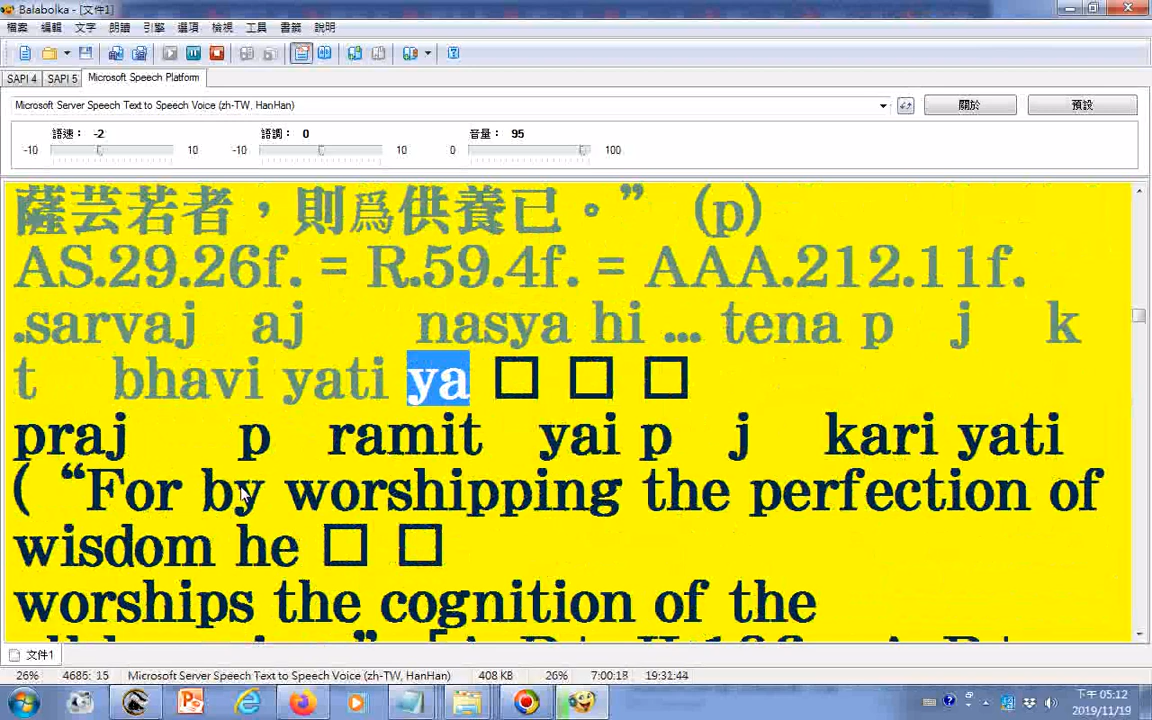 Balabolka - [文件1]
檔案 編輯 文字 朗讀 引擎 選項 檢視 工具 書籤 說明
SAPI 4 SAPI 5 Microsoft Speech Platform
Microsoft Server Speech Text to Speech Voice (zh-TW, HanHan) 關於 預設
語速： -2 語調： 0 音量： 95
-10 10 -10 10 0 100
薩芸若者，則爲供養已。” (p)
AS.29.26f. = R.59.4f. = AAA.212.11f.
.sarvaj aj nasya hi ... tena p j k
t bhavi yati ya □ □ □
praj p ramit yai p j kari yati
( “For by worshipping the perfection of
wisdom he □ □
worships the cognition of the
文件1
26% 4685: 15 Microsoft Server Speech Text to Speech Voice (zh-TW, HanHan) 408 KB 26% 7:00:18 19:31:44
下午 05:12
2019/11/19